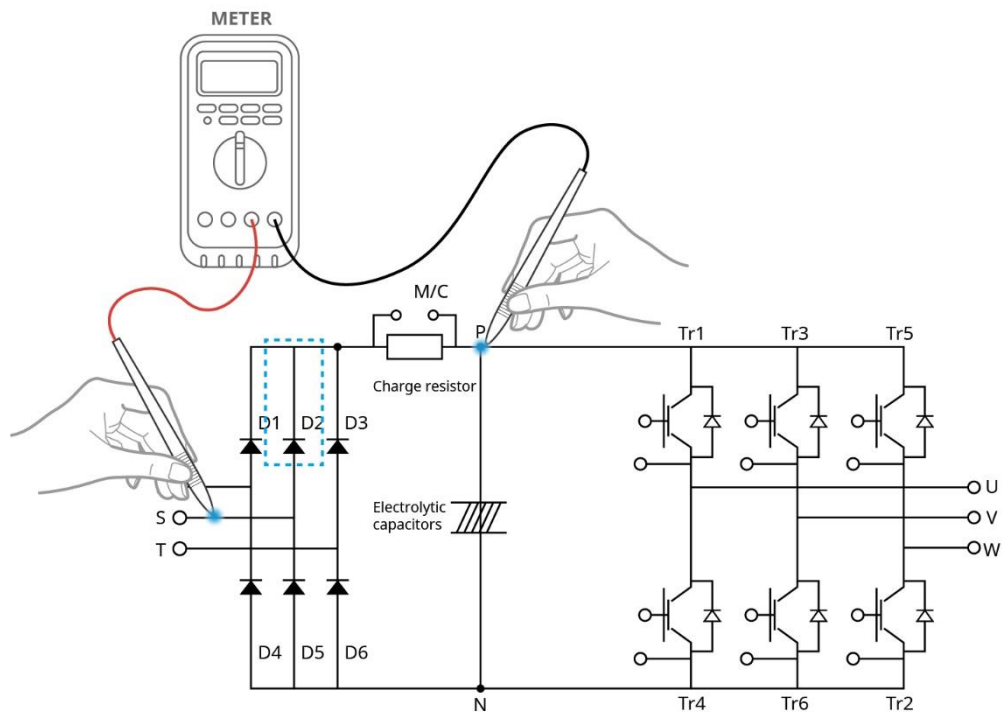 METER
M/C
P
Tr1
Tr3
Tr5
Charge resistor
D1
D2
D3
Electrolytic
capacitors
S
T
U
V
W
D4
D5
D6
N
Tr4
Tr6
Tr2